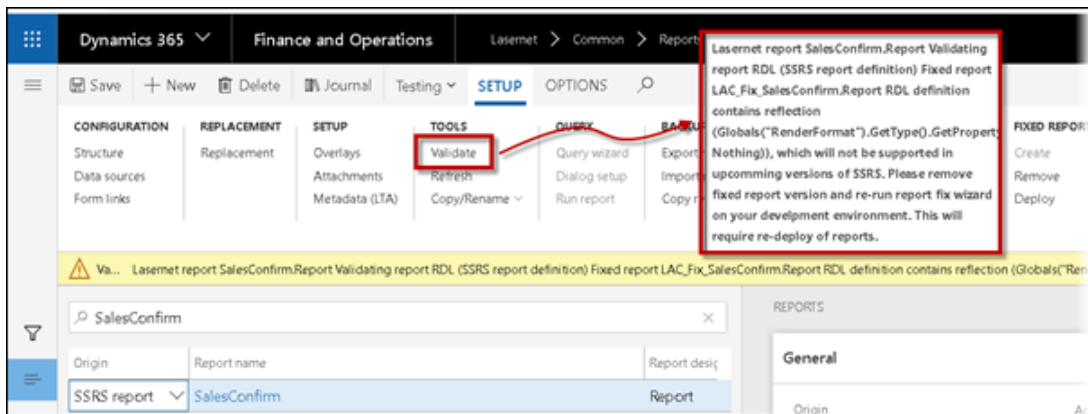 Dynamics 365 Finance and Operations Lasernet > Common > Reports
Save + New Delete Journal Testing SETUP OPTIONS
CONFIGURATION REPLACEMENT SETUP TOOLS QUERY BACKUP FIXED REPOR
Structure Replacement Overlays Validate Query wizard Export Create
Data sources Attachments Refresh Dialog setup Import Remove
Form links Metadata (LTA) Copy/Rename Run report Copy Deploy
Lasernet report SalesConfirm.Report Validating
report RDL (SSRS report definition) Fixed report
LAC_Fix_SalesConfirm.Report RDL definition
contains reflection
(Globals("RenderFormat").GetType().GetProperty
Nothing)), which will not be supported in
upcomming versions of SSRS. Please remove
fixed report version and re-run report fix wizard
on your develpment environment. This will
require re-deploy of reports.
Va... Lasernet report SalesConfirm.Report Validating report RDL (SSRS report definition) Fixed report LAC_Fix_SalesConfirm.Report RDL definition contains reflection (Globals("Ren
SalesConfirm
REPORTS
Origin Report name Report desig
General
SSRS report SalesConfirm Report
Origin